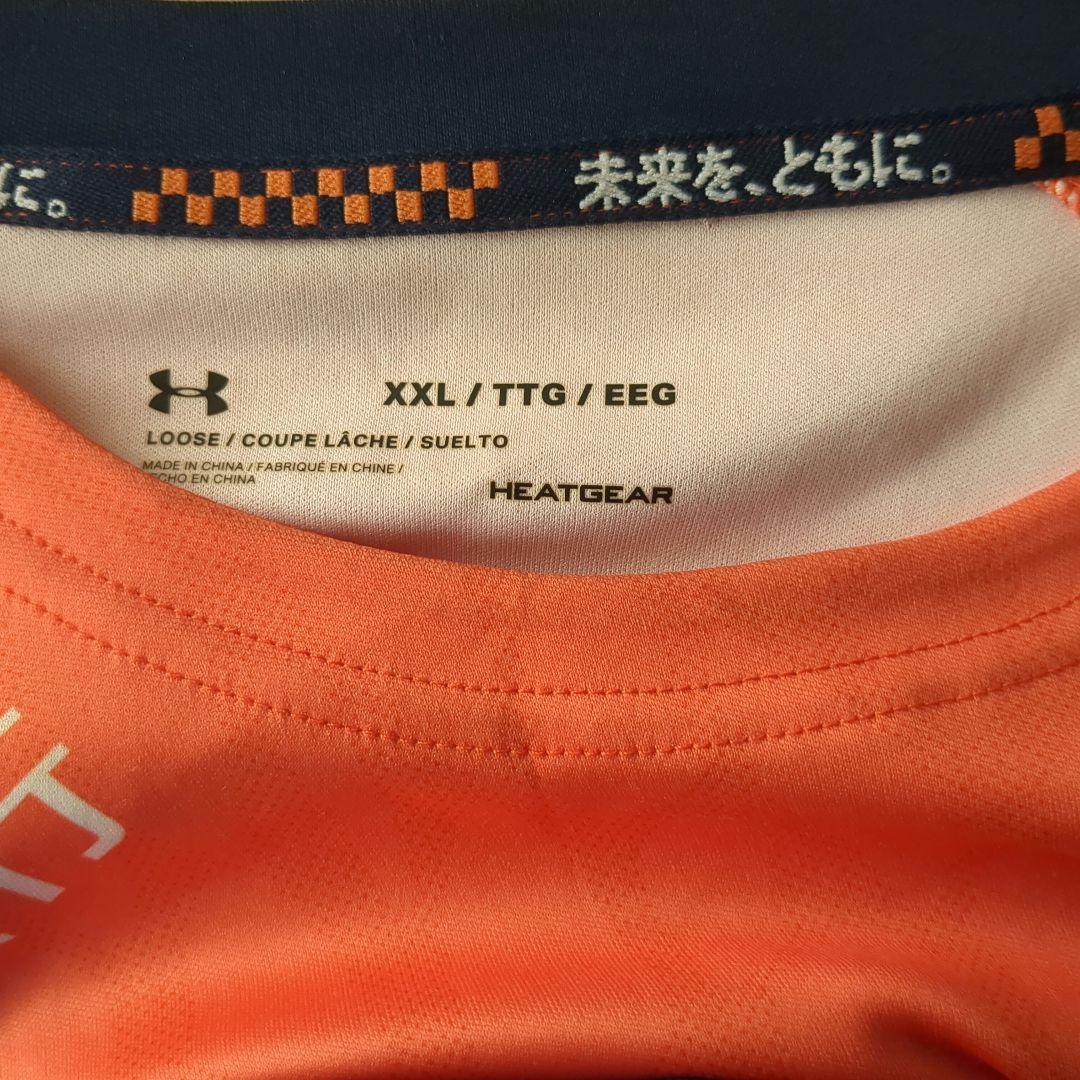 に。 未来を、ともに。
XXL / TTG / EEG
LOOSE / COUPE LÂCHE / SUELTO
MADE IN CHINA / FABRIQUÉ EN CHINE /
ECHO EN CHINA
HEATGEAR